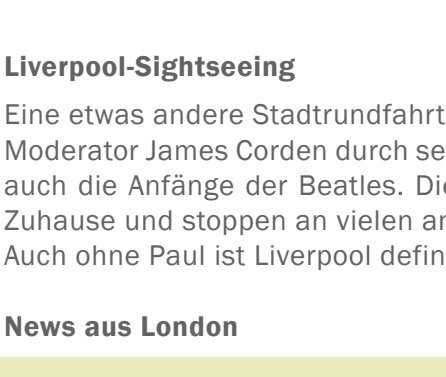 Liverpool-Sightseeing
Eine etwas andere Stadtrundfahrt
Moderator James Corden durch
auch die Anfänge der Beatles.
Zuhause und stoppen an vielen
Auch ohne Paul ist Liverpool
News aus London